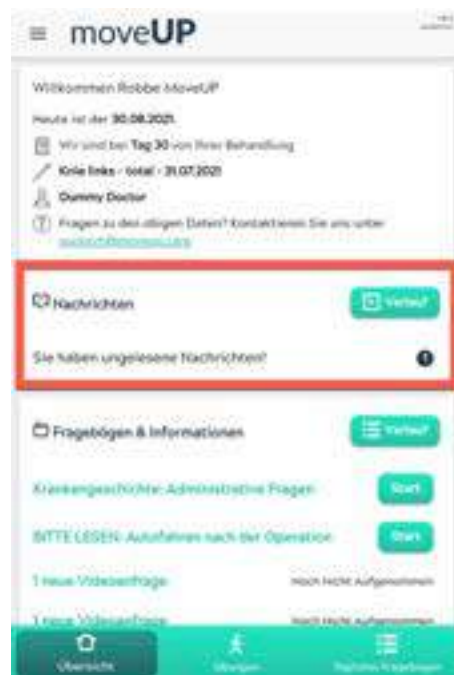 moveUP
Willkommen Robbe MoveUP
Heute ist der 30.08.2021.
Wir sind bei Tag 30 von Ihrer Behandlung
Knie links - total - 31.07.2021
Dummy Doctor
Fragen zu den obigen Daten? Kontaktieren Sie uns unter
Nachrichten
Verlauf
Sie haben ungelesene Nachrichten!
Fragebögen & Informationen
Verlauf
Krankengeschichte: Administrative Fragen
Start
BITTE LESEN: Autofahren nach der Operation
Start
1 neue Videoanfrage
Noch nicht aufgenommen
1 neue Videoanfrage
Noch nicht aufgenommen
Übersicht
Übungen
Täglicher Fragebogen